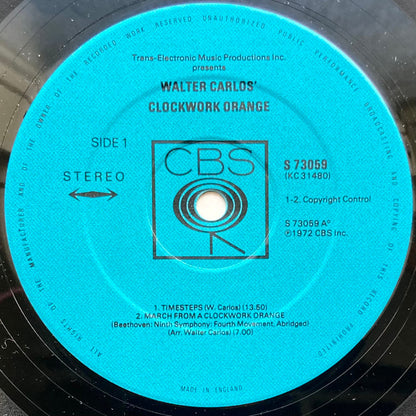 ALL RIGHTS OF THE MANUFACTURER AND OF THE OWNER OF THE RECORDED WORK RESERVED UNAUTHORISED PUBLIC PERFORMANCE BROADCASTING AND COPYING OF THIS RECORD PROHIBITED
Trans-Electronic Music Productions Inc.
presents
WALTER CARLOS'
CLOCKWORK ORANGE
SIDE 1
STEREO
CBS
S 73059
(KC 31480)
1-2. Copyright Control
S 73059 A°
℗1972 CBS Inc.
1. TIMESTEPS (W. Carlos) (13.50)
2. MARCH FROM A CLOCKWORK ORANGE
(Beethoven: Ninth Symphony: Fourth Movement, Abridged)
(Arr. Walter Carlos) (7.00)
MADE IN ENGLAND